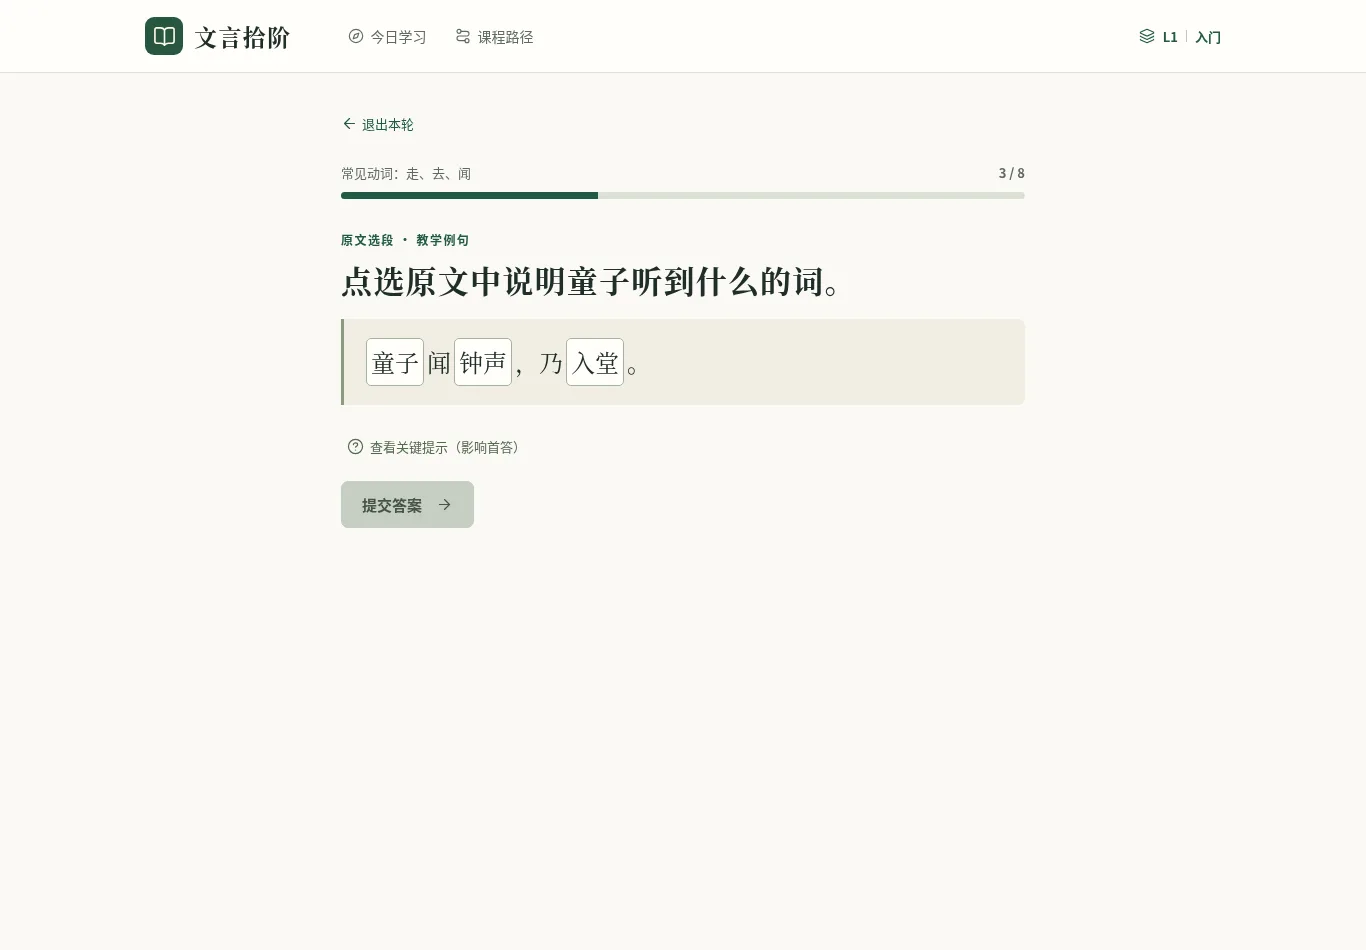 文言拾阶
今日学习
课程路径
L1 入门
退出本轮
常见动词：走、去、闻
3 / 8
原文选段 · 教学例句
点选原文中说明童子听到什么的词。
童子闻钟声，乃入堂。
查看关键提示（影响首答）
提交答案